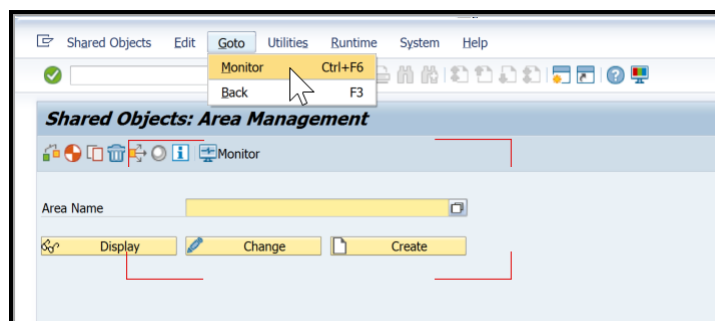 Shared Objects Edit Goto Utilities Runtime System Help
Monitor Ctrl+F6
Back F3
Shared Objects: Area Management
Monitor
Area Name
Display Change Create